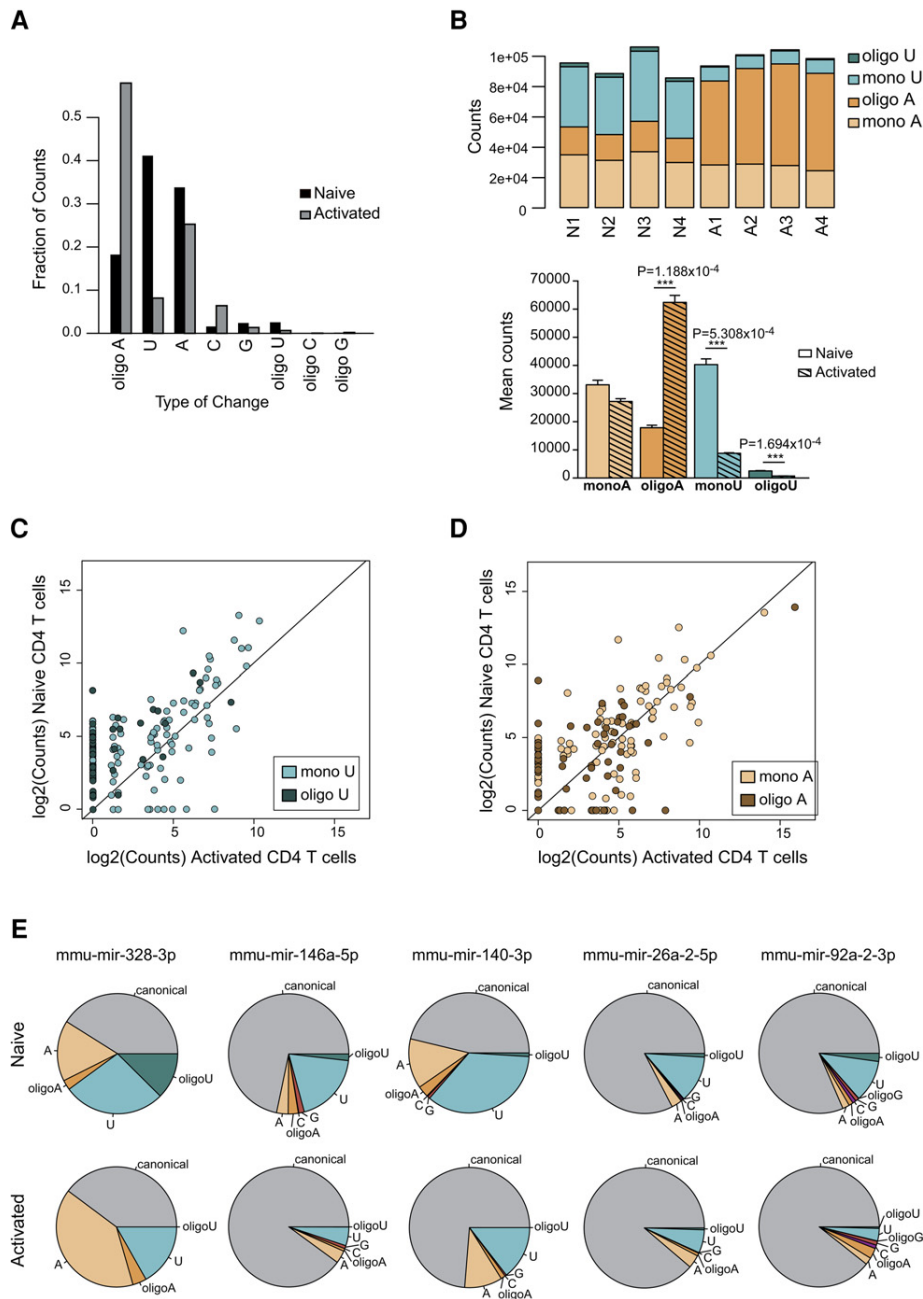 A
0.5
0.4
0.3
0.2
0.1
0.0
Fraction of Counts
Naive
Activated
oligo A
U
A
C
G
oligo U
oligo C
oligo G
Type of Change
B
1e+05
8e+04
6e+04
4e+04
2e+04
0
Counts
oligo U
mono U
oligo A
mono A
N1
N2
N3
N4
A1
A2
A3
A4
70000
60000
50000
40000
30000
20000
10000
0
Mean counts
P=1.188x10-4
***
P=5.308x10-4
***
P=1.694x10-4
***
Naive
Activated
monoA oligoA monoU oligoU
C
log2(Counts) Naive CD4 T cells
15
10
5
0
mono U
oligo U
0 5 10 15
log2(Counts) Activated CD4 T cells
D
log2(Counts) Naive CD4 T cells
15
10
5
0
mono A
oligo A
0 5 10 15
log2(Counts) Activated CD4 T cells
E
mmu-mir-328-3p mmu-mir-146a-5p mmu-mir-140-3p mmu-mir-26a-2-5p mmu-mir-92a-2-3p
Naive
canonical
A
oligoA
U
oligoU
canonical
oligoU
U
G
C
oligoA
A
canonical
A
oligoA
C
G
U
oligoU
canonical
oligoU
U
G
C
oligoA
A
canonical
oligoU
U
oligoG
G
C
oligoA
A
Activated
canonical
A
oligoA
U
oligoU
canonical
oligoU
U
G
C
A
canonical
oligoU
U
G
C
oligoA
A
canonical
oligoU
U
G
C
oligoA
A
canonical
oligoU
U
oligoG
G
C
oligoA
A